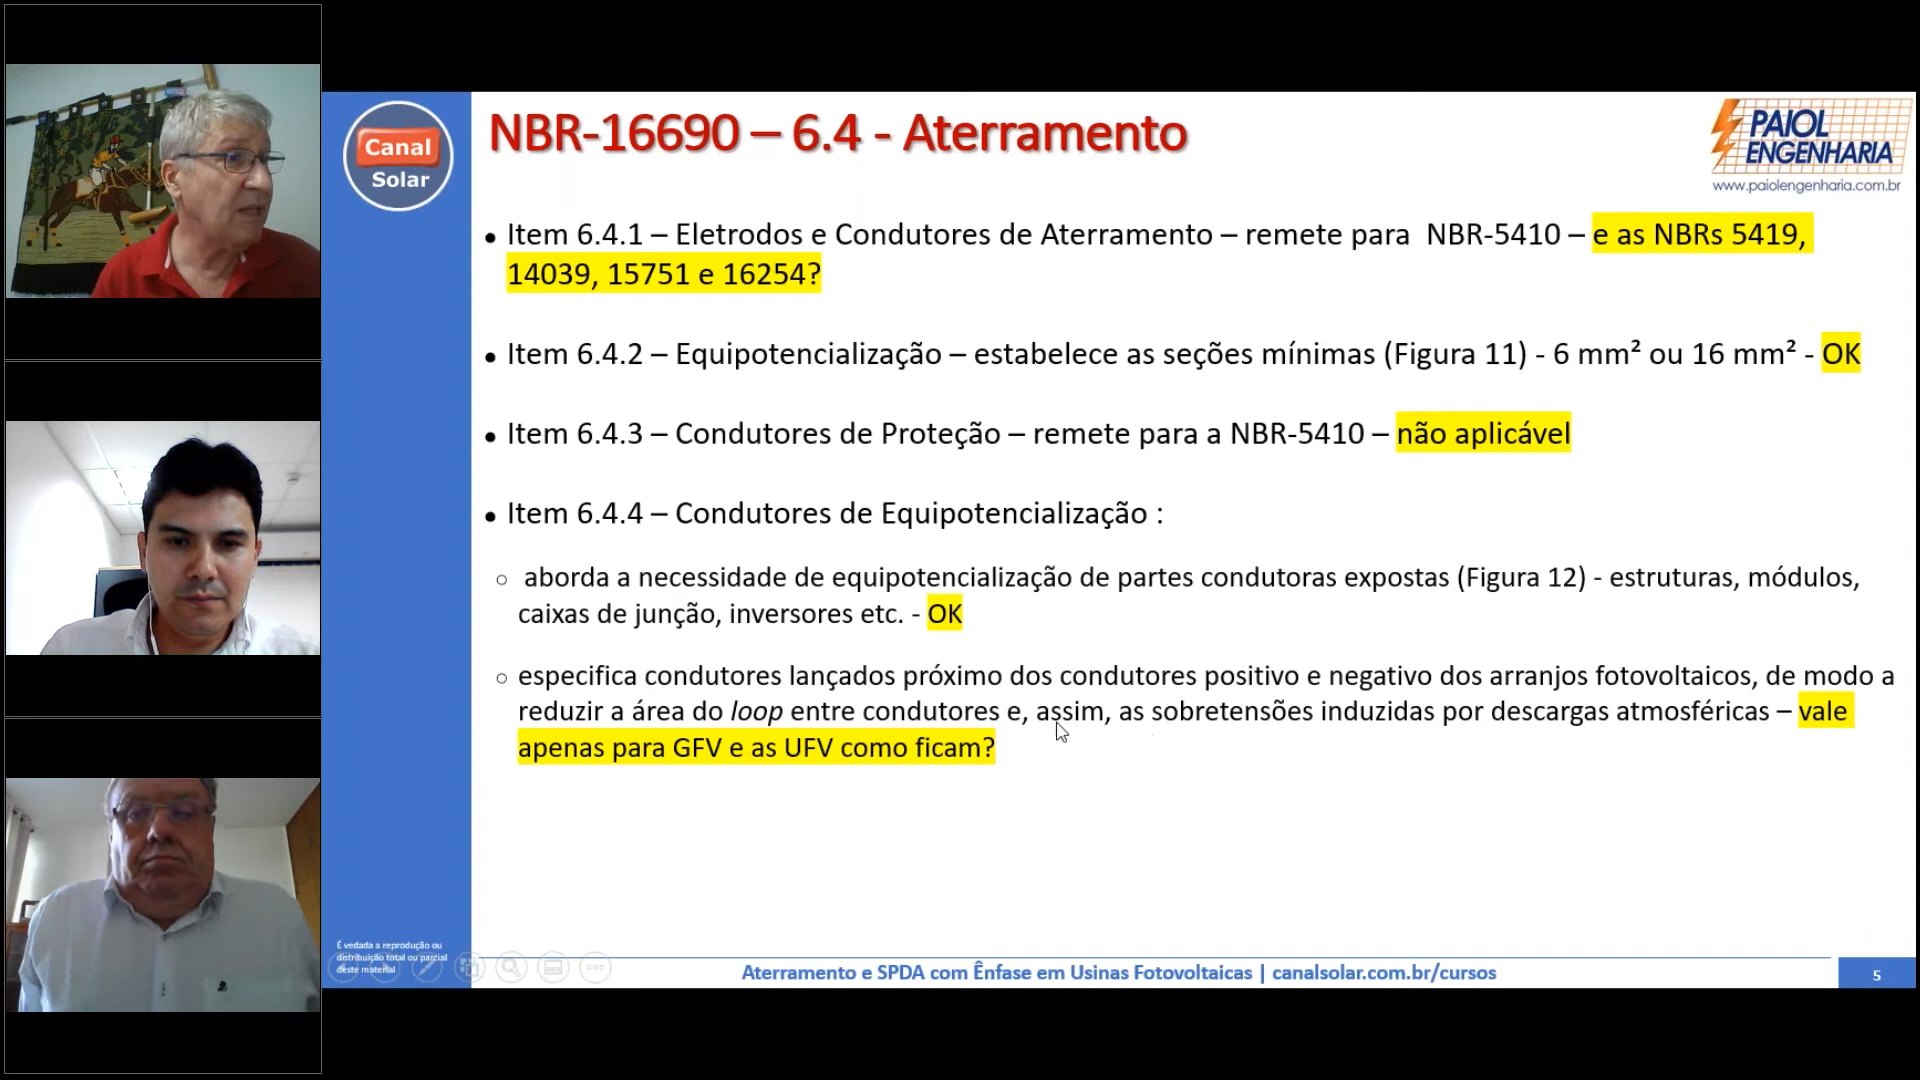 Canal
Solar
NBR-16690 – 6.4 - Aterramento
PAIOL
ENGENHARIA
www.paiolengenharia.com.br
• Item 6.4.1 – Eletrodos e Condutores de Aterramento – remete para NBR-5410 – e as NBRs 5419,
14039, 15751 e 16254?
• Item 6.4.2 – Equipotencialização – estabelece as seções mínimas (Figura 11) - 6 mm² ou 16 mm² - OK
• Item 6.4.3 – Condutores de Proteção – remete para a NBR-5410 – não aplicável
• Item 6.4.4 – Condutores de Equipotencialização :
○ aborda a necessidade de equipotencialização de partes condutoras expostas (Figura 12) - estruturas, módulos,
caixas de junção, inversores etc. - OK
○ especifica condutores lançados próximo dos condutores positivo e negativo dos arranjos fotovoltaicos, de modo a
reduzir a área do loop entre condutores e, assim, as sobretensões induzidas por descargas atmosféricas – vale
apenas para GFV e as UFV como ficam?
É vedada a reprodução ou
distribuição total ou parcial
deste material
Aterramento e SPDA com Ênfase em Usinas Fotovoltaicas | canalsolar.com.br/cursos
5